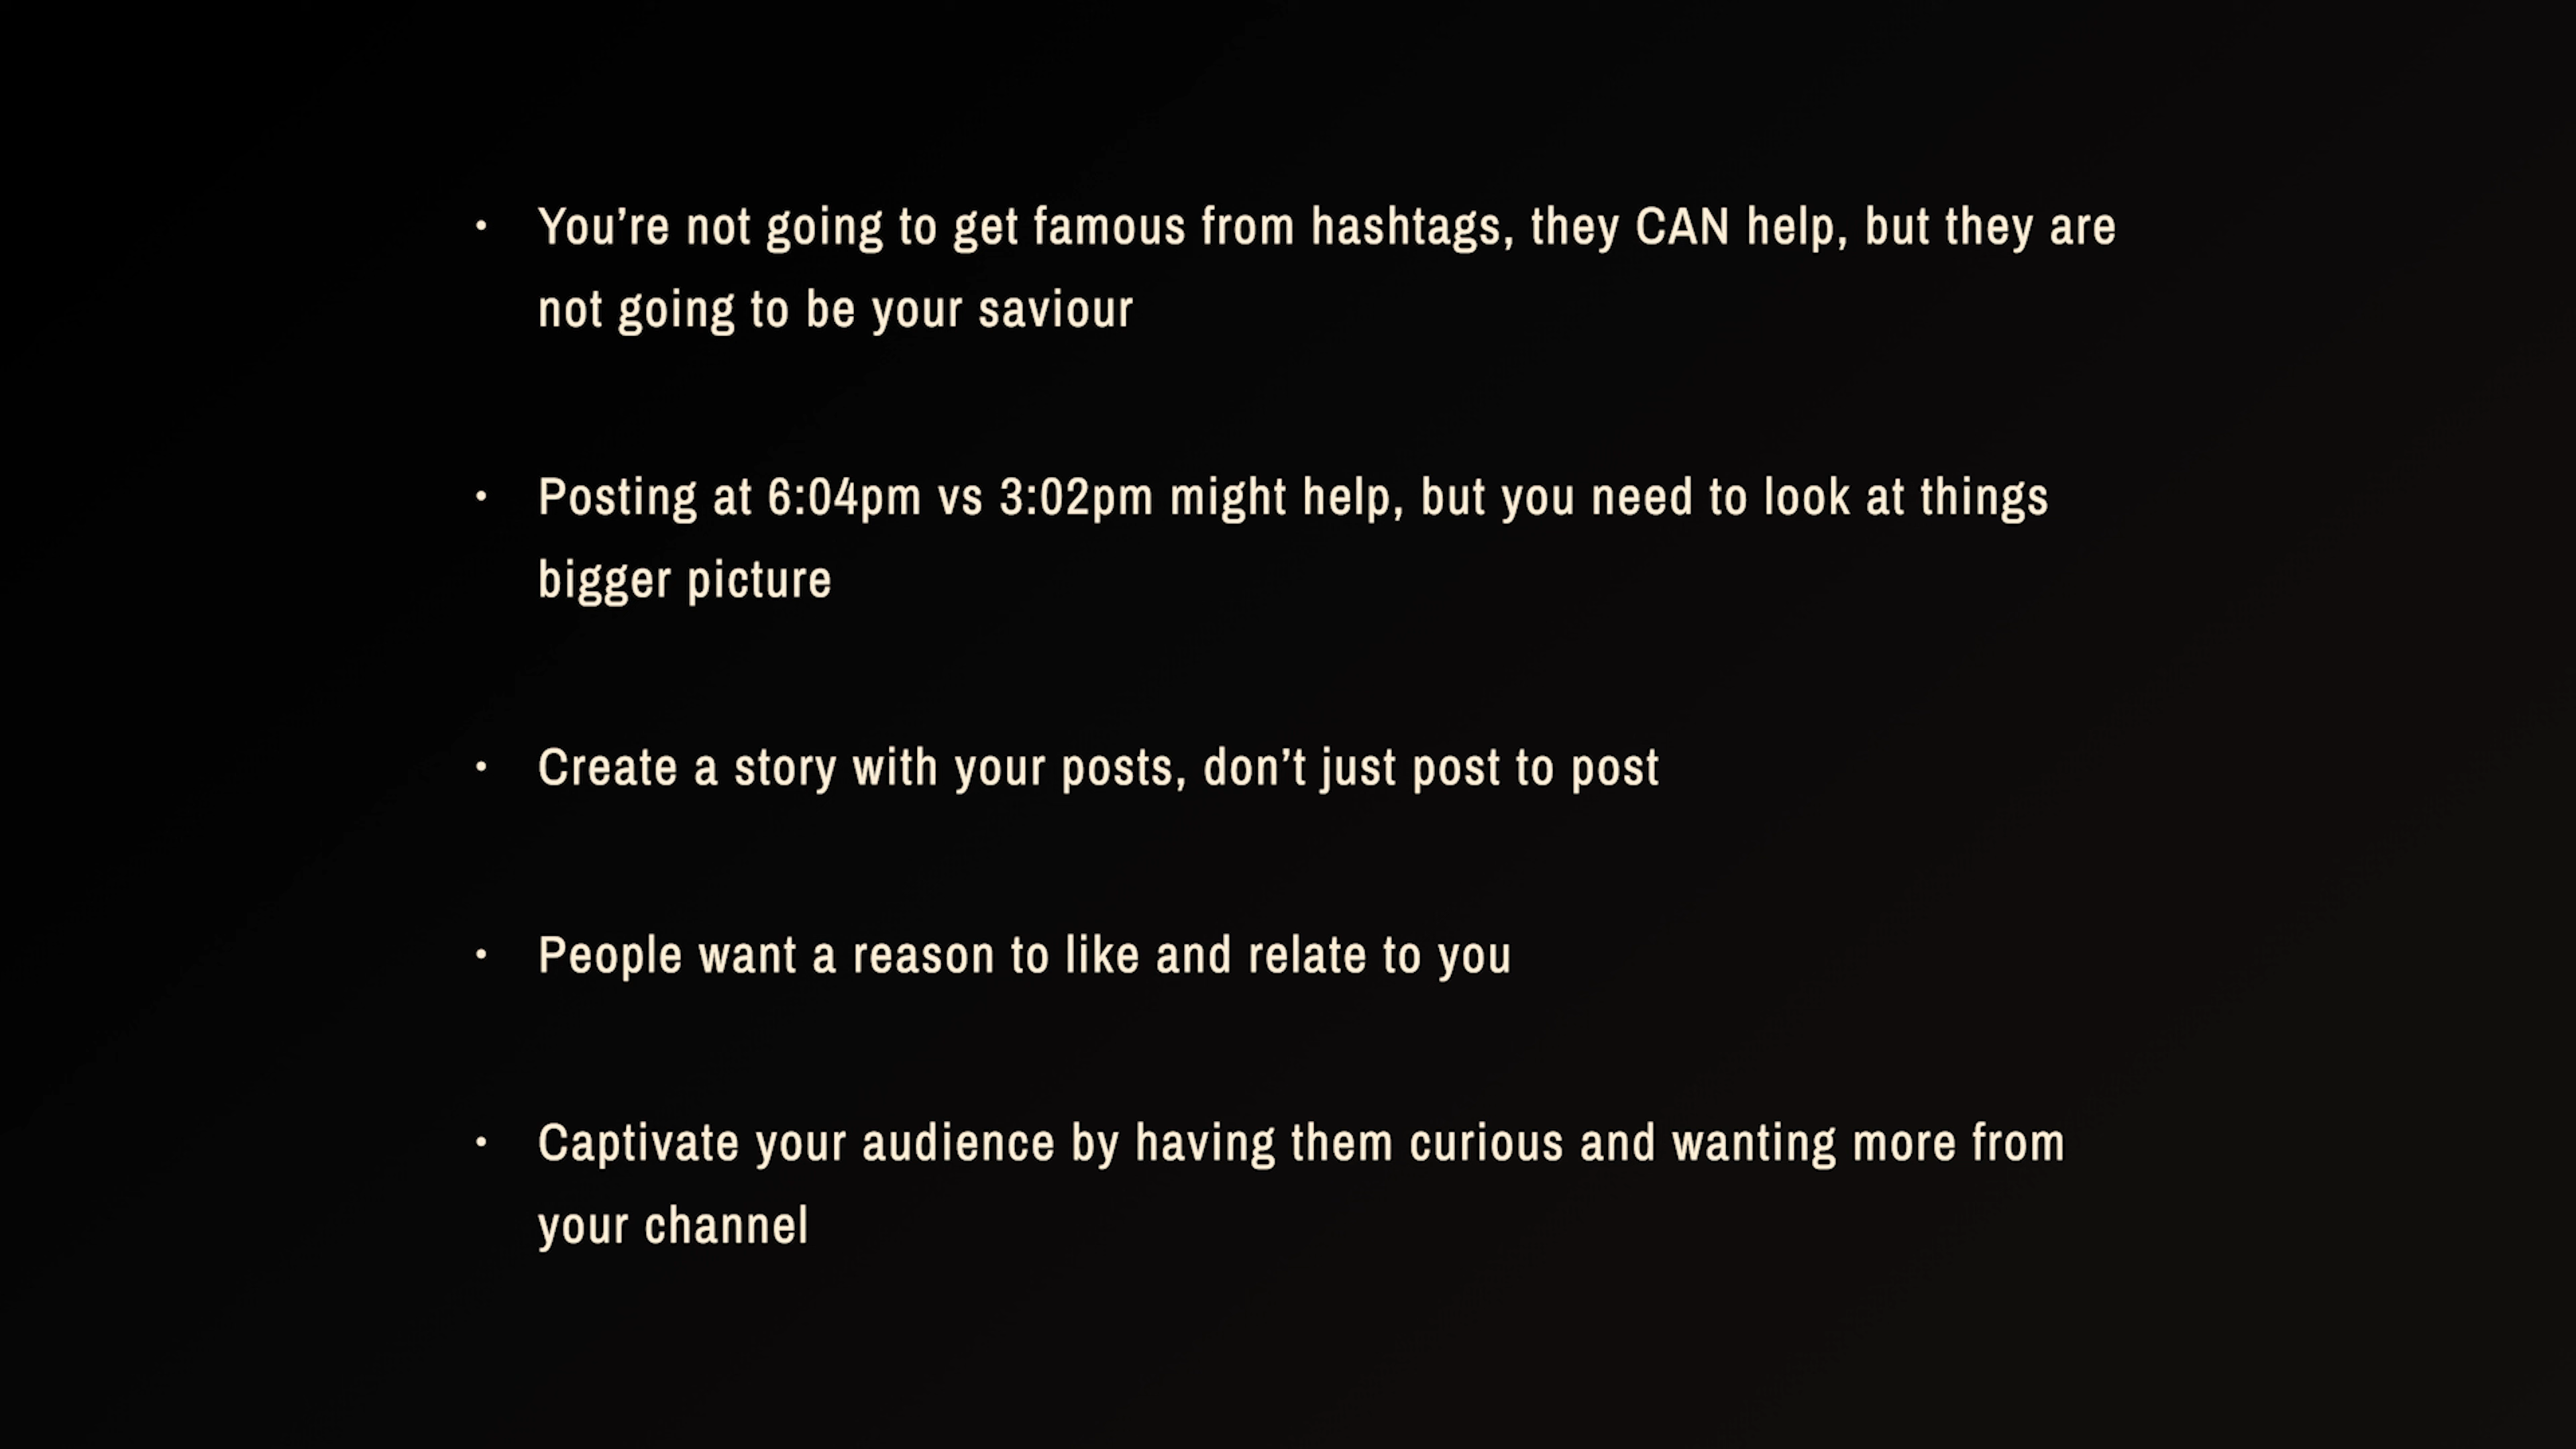 • You’re not going to get famous from hashtags, they CAN help, but they are
not going to be your saviour
• Posting at 6:04pm vs 3:02pm might help, but you need to look at things
bigger picture
• Create a story with your posts, don’t just post to post
• People want a reason to like and relate to you
• Captivate your audience by having them curious and wanting more from
your channel